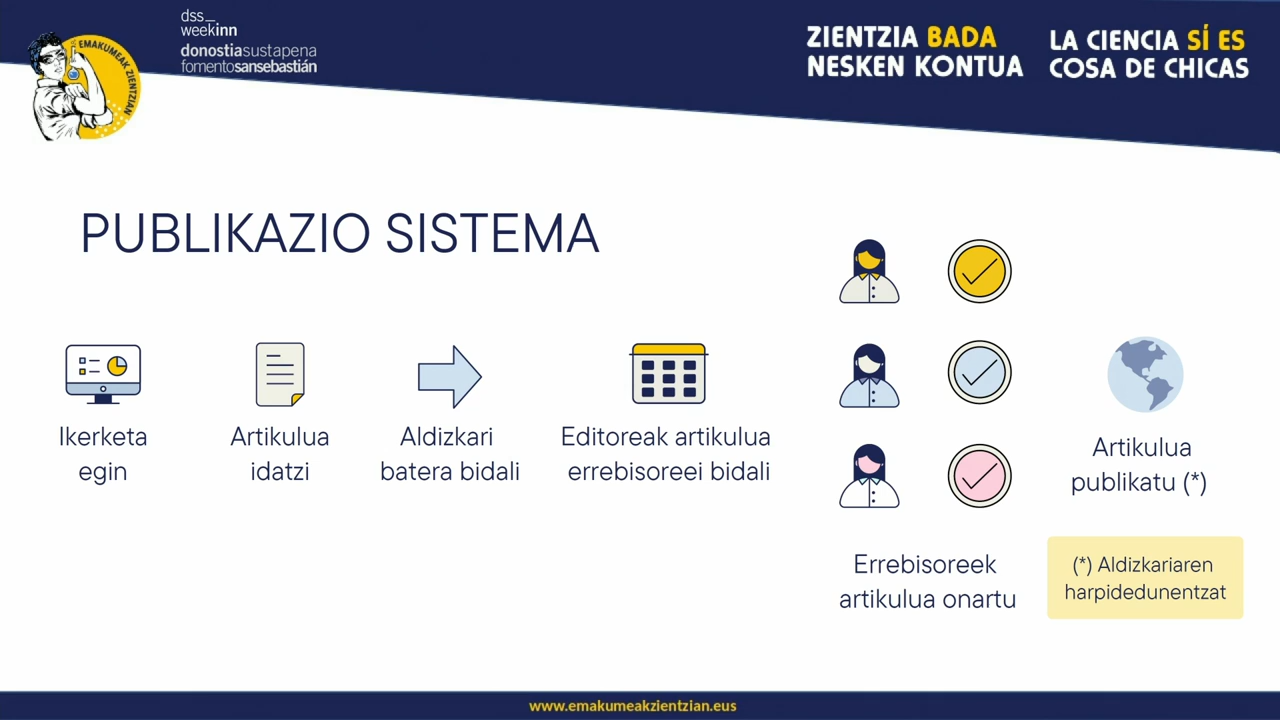 dss_
weekinn
donostiasustapena
fomentosansebastián
EMAKUMEAK ZIENTZIAN
ZIENTZIA BADA
NESKEN KONTUA
LA CIENCIA SÍ ES
COSA DE CHICAS
PUBLIKAZIO SISTEMA
Ikerketa
egin
Artikulua
idatzi
Aldizkari
batera bidali
Editoreak artikulua
errebisoreei bidali
Errebisoreek
artikulua onartu
Artikulua
publikatu (*)
(*) Aldizkariaren
harpidedunentzat
www.emakumeakzientzian.eus